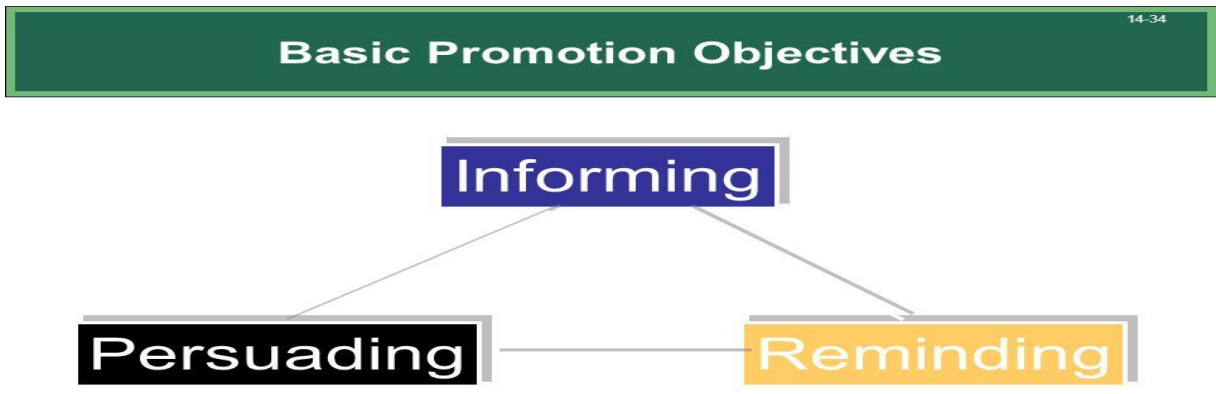 14-34
Basic Promotion Objectives
Informing
Persuading
Reminding